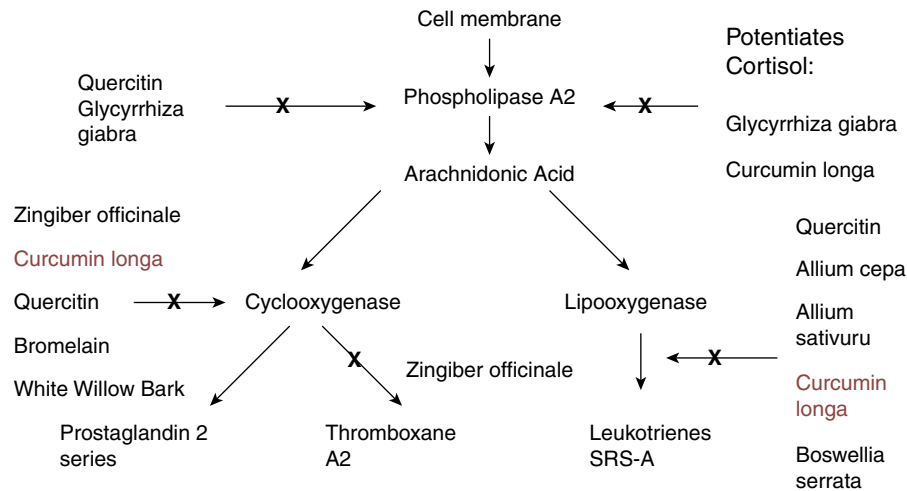 Cell membrane
Potentiates
Cortisol:
Quercitin
Glycyrrhiza
giabra
X
Phospholipase A2
X
Glycyrrhiza giabra
Curcumin longa
Arachnidonic Acid
Zingiber officinale
Curcumin longa
Quercitin
X
Bromelain
White Willow Bark
Cyclooxygenase
Lipooxygenase
Quercitin
Allium cepa
Allium
sativuru
X
Curcumin
longa
Boswellia
serrata
X
Zingiber officinale
Prostaglandin 2
series
Thromboxane
A2
Leukotrienes
SRS-A